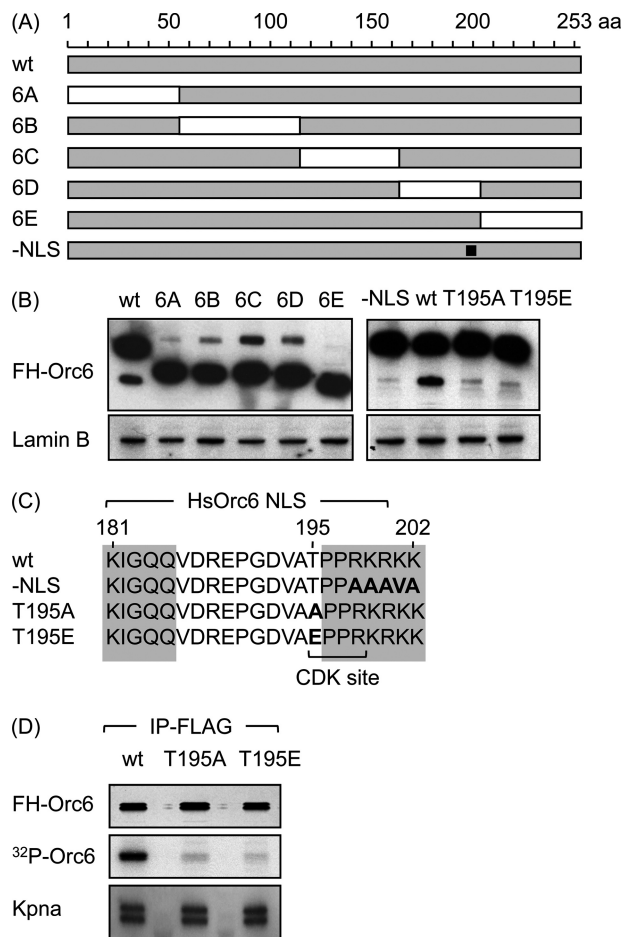 (A)
1 50 100 150 200 253 aa
wt
6A
6B
6C
6D
6E
-NLS
(B)
wt 6A 6B 6C 6D 6E -NLS wt T195A T195E
FH-Orc6
Lamin B
(C)
HsOrc6 NLS
181 195 202
wt KIGQQVDREPGDVATPPRKRKK
-NLS KIGQQVDREPGDVATPPAAAVA
T195A KIGQQVDREPGDVAAPPRKRKK
T195E KIGQQVDREPGDVAEPPRKRKK
CDK site
(D)
IP-FLAG
wt T195A T195E
FH-Orc6
³²P-Orc6
Kpna